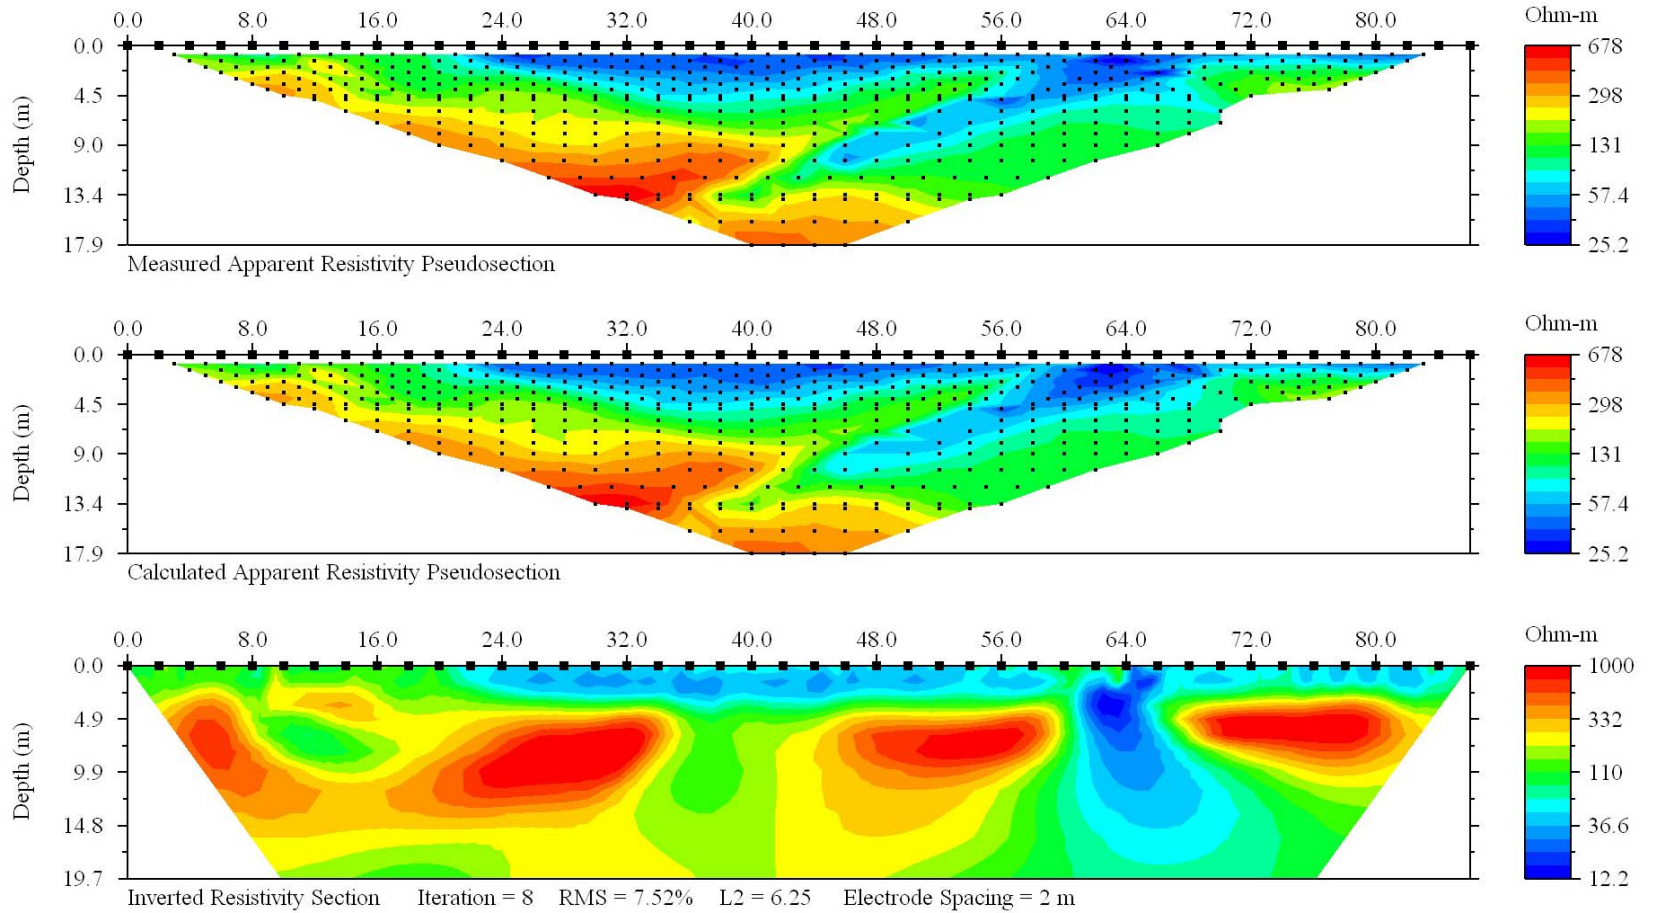 0.0 8.0 16.0 24.0 32.0 40.0 48.0 56.0 64.0 72.0 80.0 Ohm-m
0.0 678
4.5 298
9.0 131
13.4 57.4
17.9 25.2
Depth (m)
Measured Apparent Resistivity Pseudosection
0.0 8.0 16.0 24.0 32.0 40.0 48.0 56.0 64.0 72.0 80.0 Ohm-m
0.0 678
4.5 298
9.0 131
13.4 57.4
17.9 25.2
Depth (m)
Calculated Apparent Resistivity Pseudosection
0.0 8.0 16.0 24.0 32.0 40.0 48.0 56.0 64.0 72.0 80.0 Ohm-m
0.0 1000
4.9 332
9.9 110
14.8 36.6
19.7 12.2
Depth (m)
Inverted Resistivity Section Iteration = 8 RMS = 7.52% L2 = 6.25 Electrode Spacing = 2 m